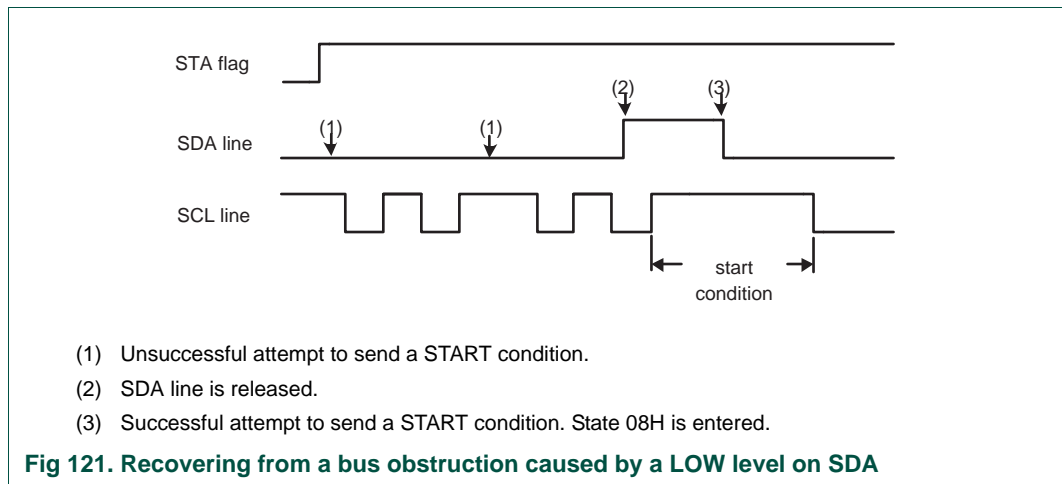 STA flag
(2)
(3)
(1)
(1)
SDA line
SCL line
start
condition
(1) Unsuccessful attempt to send a START condition.
(2) SDA line is released.
(3) Successful attempt to send a START condition. State 08H is entered.
Fig 121. Recovering from a bus obstruction caused by a LOW level on SDA